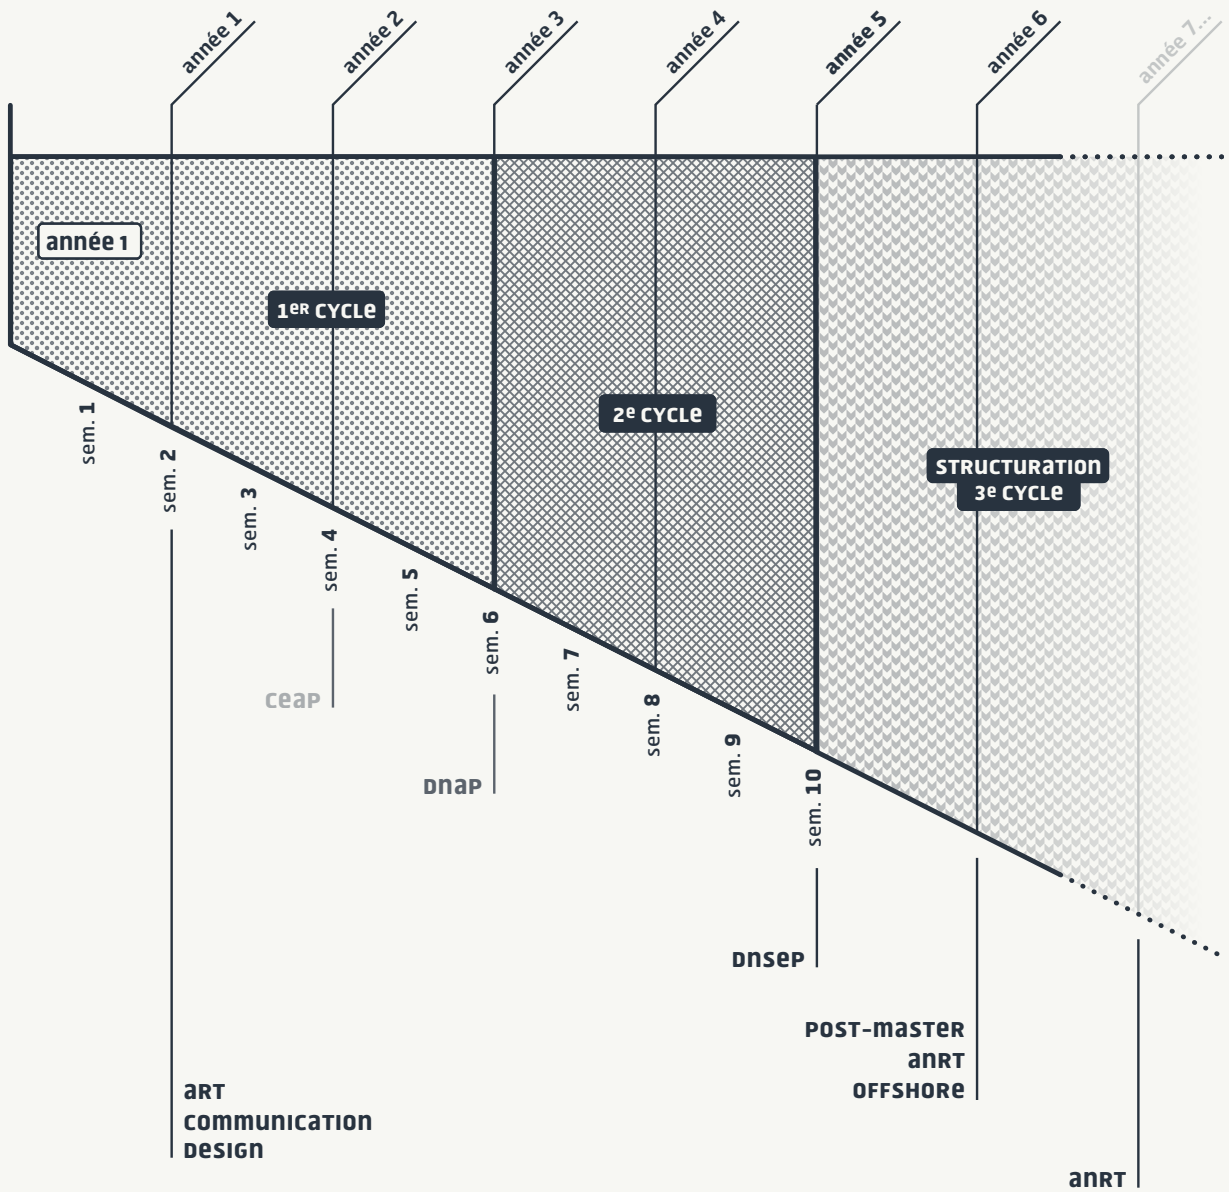 année 1
année 2
année 3
année 4
année 5
année 6
année 7...
année 1
1er CYCLE
2e CYCLE
STRUCTURATION
3e CYCLE
sem. 1
sem. 2
sem. 3
sem. 4
sem. 5
sem. 6
sem. 7
sem. 8
sem. 9
sem. 10
CEAP
DNAP
DNSEP
POST-MASTER
ANRT
OFFSHORE
ART
COMMUNICATION
DESIGN
ANRT